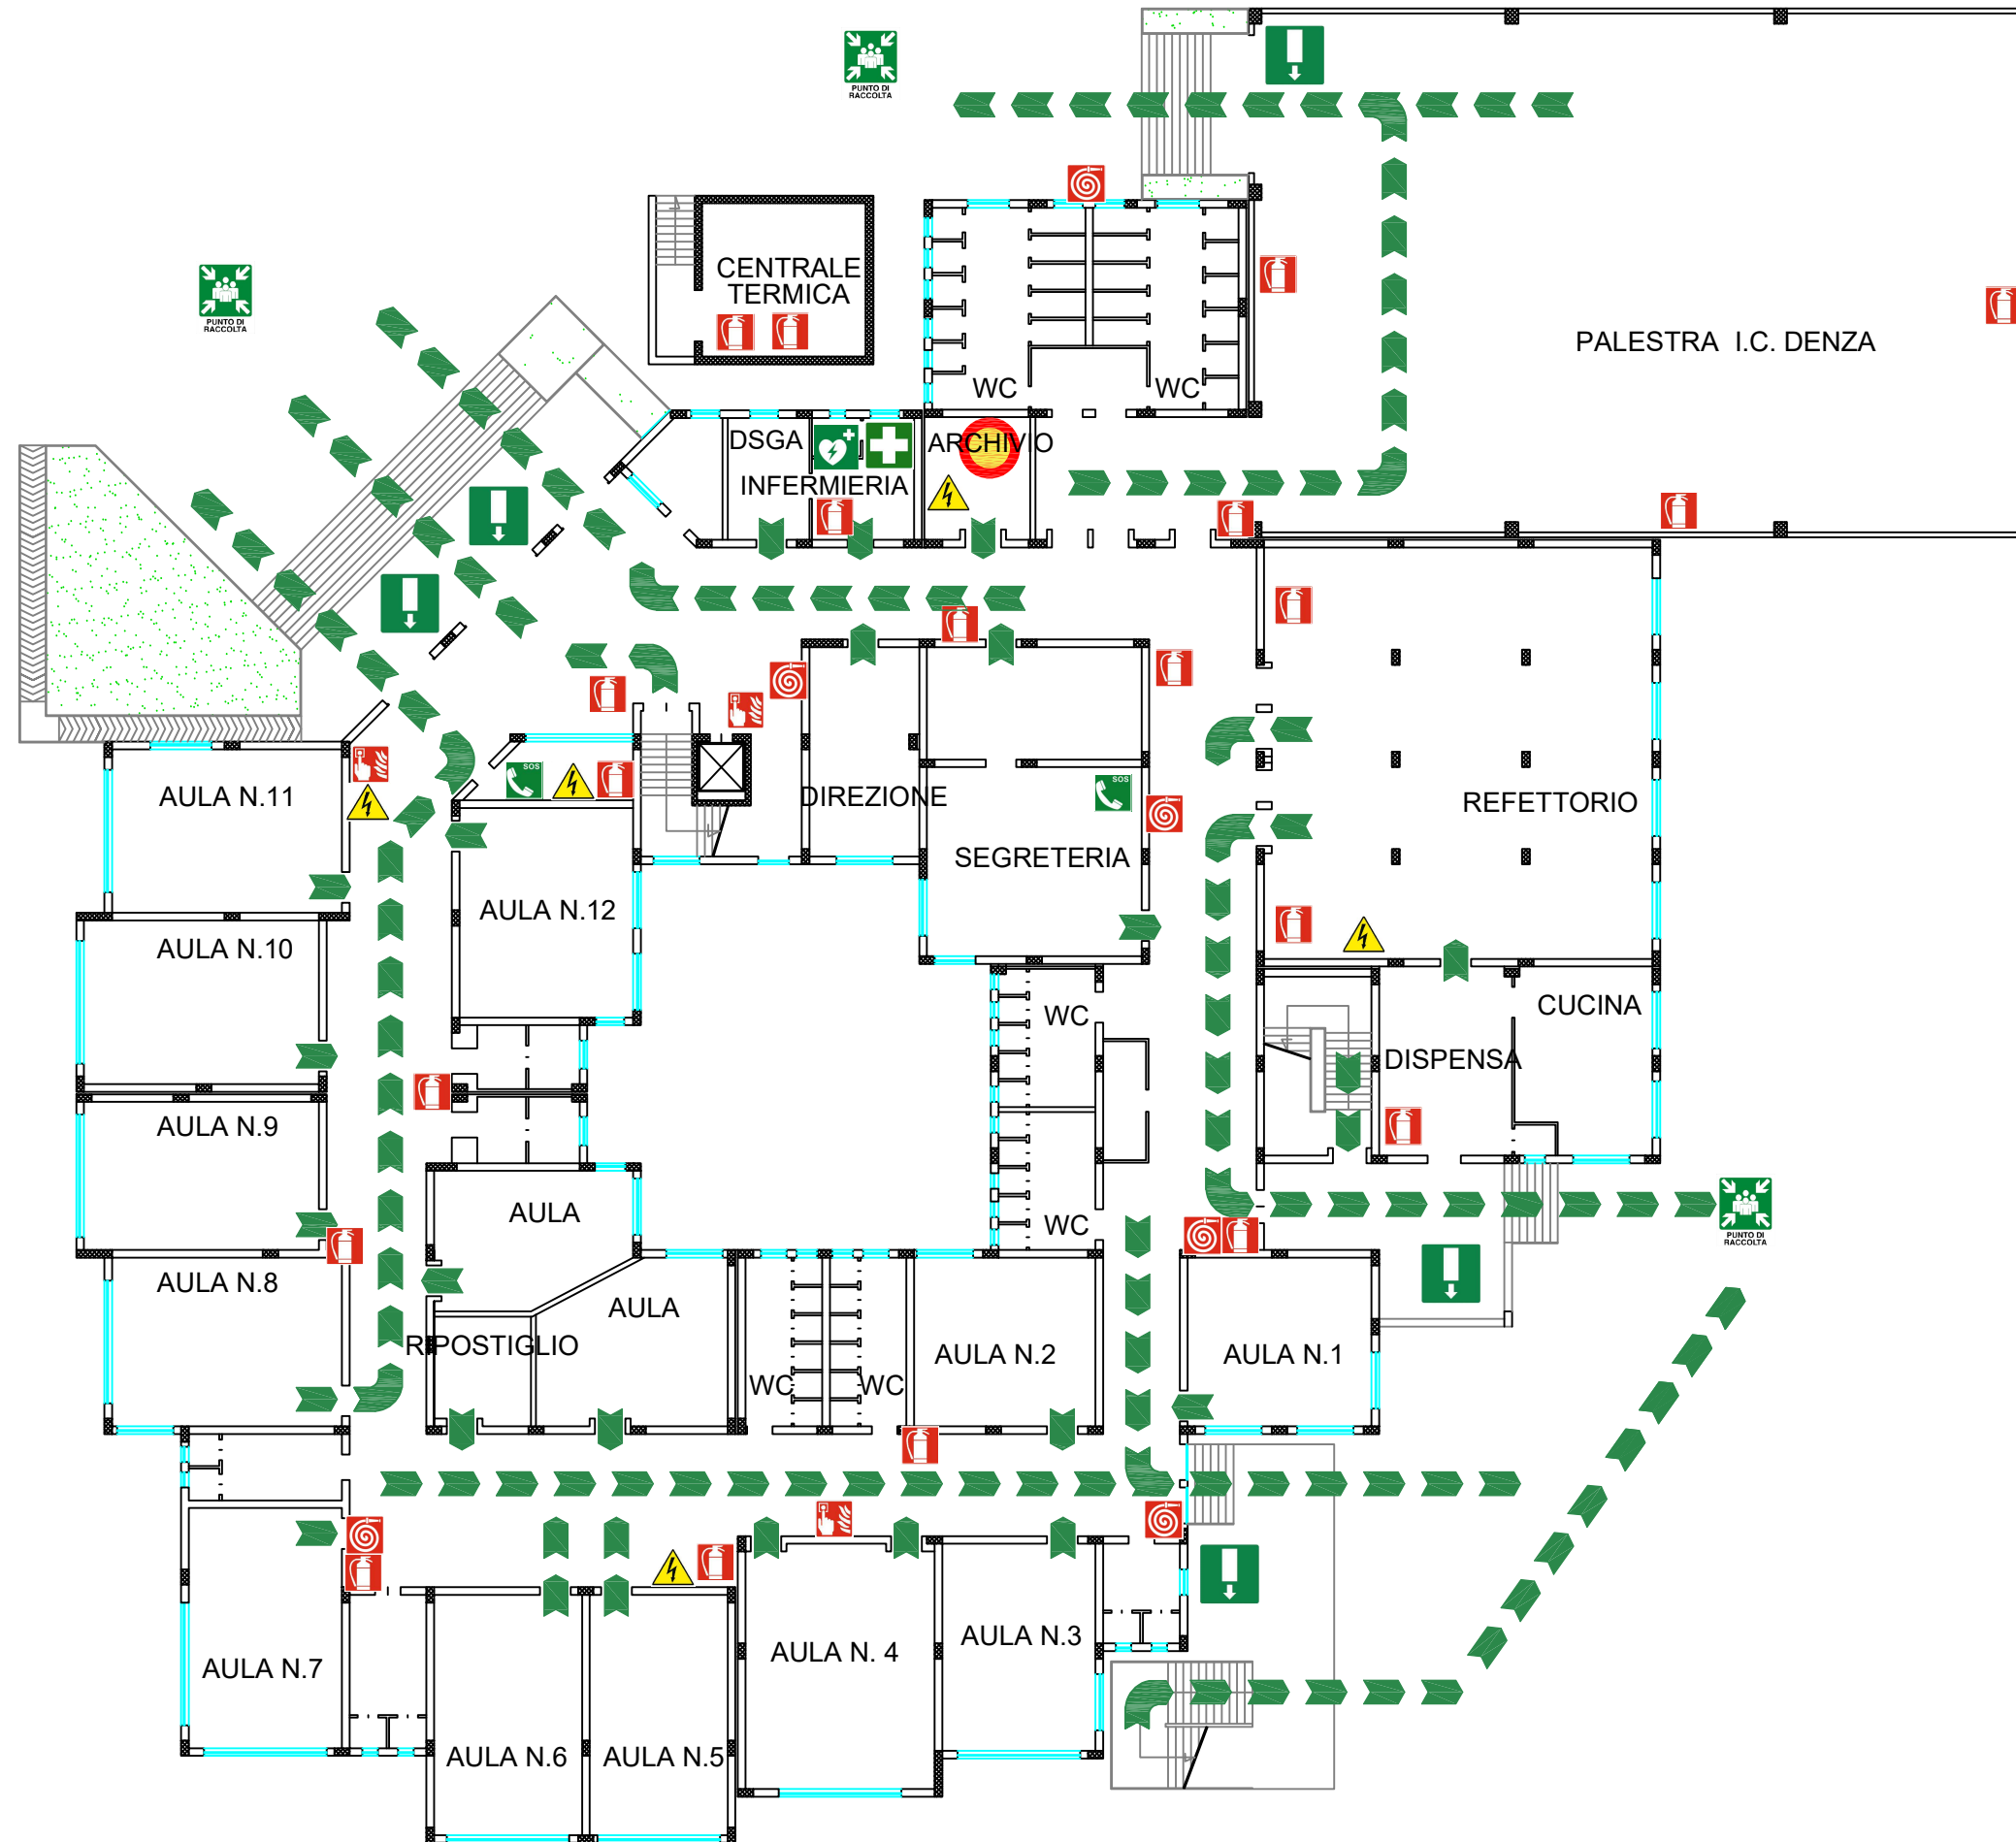 PUNTO DI
RACCOLTA
PUNTO DI
RACCOLTA
CENTRALE
TERMICA
PALESTRA I.C. DENZA
WC
WC
DSGA
ARCHIVIO
INFERMIERIA
SOS
SOS
AULA N.11
DIREZIONE
REFETTORIO
SEGRETERIA
AULA N.12
AULA N.10
CUCINA
WC
DISPENSA
AULA N.9
AULA
WC
PUNTO DI
RACCOLTA
AULA N.8
AULA
RIPOSTIGLIO
AULA N.2
AULA N.1
WC
WC
AULA N.3
AULA N. 4
AULA N.7
AULA N.6
AULA N.5